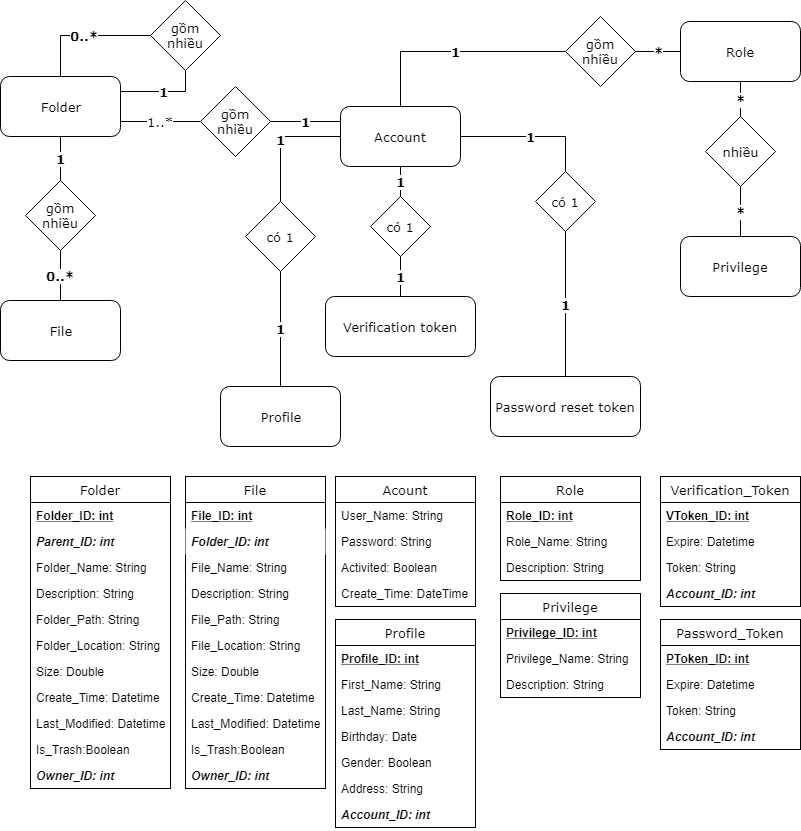 gồm
nhiều
0..*
1
Folder
1..*
gồm
nhiều
1
Account
1
gồm
nhiều
*
Role
*
nhiều
*
Privilege
1
gồm
nhiều
0..*
File
1
có 1
1
Profile
1
có 1
1
Verification token
1
có 1
1
Password reset token
Folder
Folder_ID: int
Parent_ID: int
Folder_Name: String
Description: String
Folder_Path: String
Folder_Location: String
Size: Double
Create_Time: Datetime
Last_Modified: Datetime
Is_Trash:Boolean
Owner_ID: int
File
File_ID: int
Folder_ID: int
File_Name: String
Description: String
File_Path: String
File_Location: String
Size: Double
Create_Time: Datetime
Last_Modified: Datetime
Is_Trash:Boolean
Owner_ID: int
Acount
User_Name: String
Password: String
Activited: Boolean
Create_Time: DateTime
Profile
Profile_ID: int
First_Name: String
Last_Name: String
Birthday: Date
Gender: Boolean
Address: String
Account_ID: int
Role
Role_ID: int
Role_Name: String
Description: String
Privilege
Privilege_ID: int
Privilege_Name: String
Description: String
Verification_Token
VToken_ID: int
Expire: Datetime
Token: String
Account_ID: int
Password_Token
PToken_ID: int
Expire: Datetime
Token: String
Account_ID: int